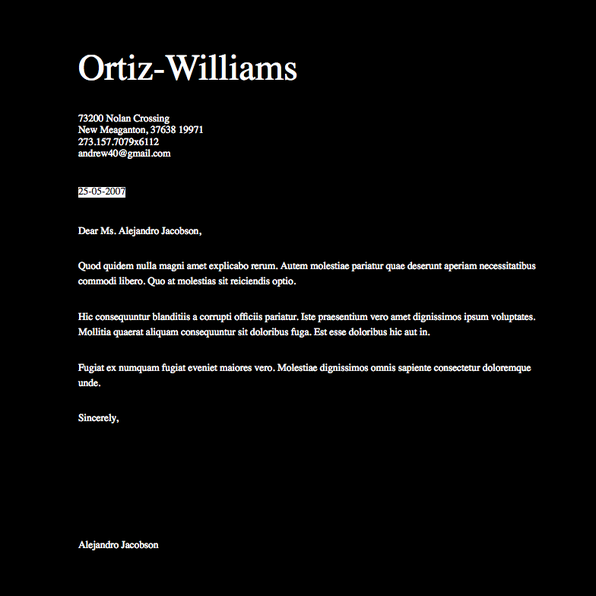 Ortiz-Williams
73200 Nolan Crossing
New Meaganton, 37638 19971
273.157.7079x6112
andrew40@gmail.com
25-05-2007
Dear Ms. Alejandro Jacobson,
Quod quidem nulla magni amet explicabo rerum. Autem molestiae pariatur quae deserunt aperiam necessitatibus
commodi libero. Quo at molestias sit reiciendis optio.
Hic consequuntur blanditiis a corrupti officiis pariatur. Iste praesentium vero amet dignissimos ipsum voluptates.
Mollitia quaerat aliquam consequuntur sit doloribus fuga. Est esse doloribus hic aut in.
Fugiat ex numquam fugiat eveniet maiores vero. Molestiae dignissimos omnis sapiente consectetur doloremque
unde.
Sincerely,
Alejandro Jacobson